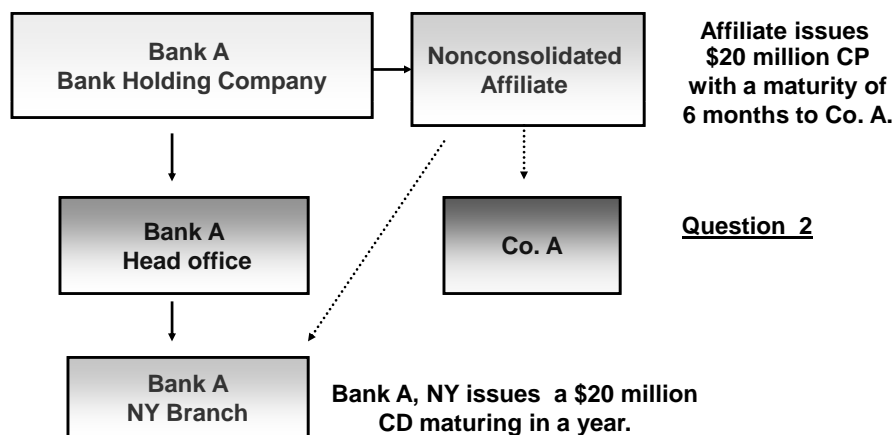 Bank A
Bank Holding Company
Nonconsolidated
Affiliate
Affiliate issues
$20 million CP
with a maturity of
6 months to Co. A.
Bank A
Head office
Co. A
Question 2
Bank A
NY Branch
Bank A, NY issues a $20 million
CD maturing in a year.